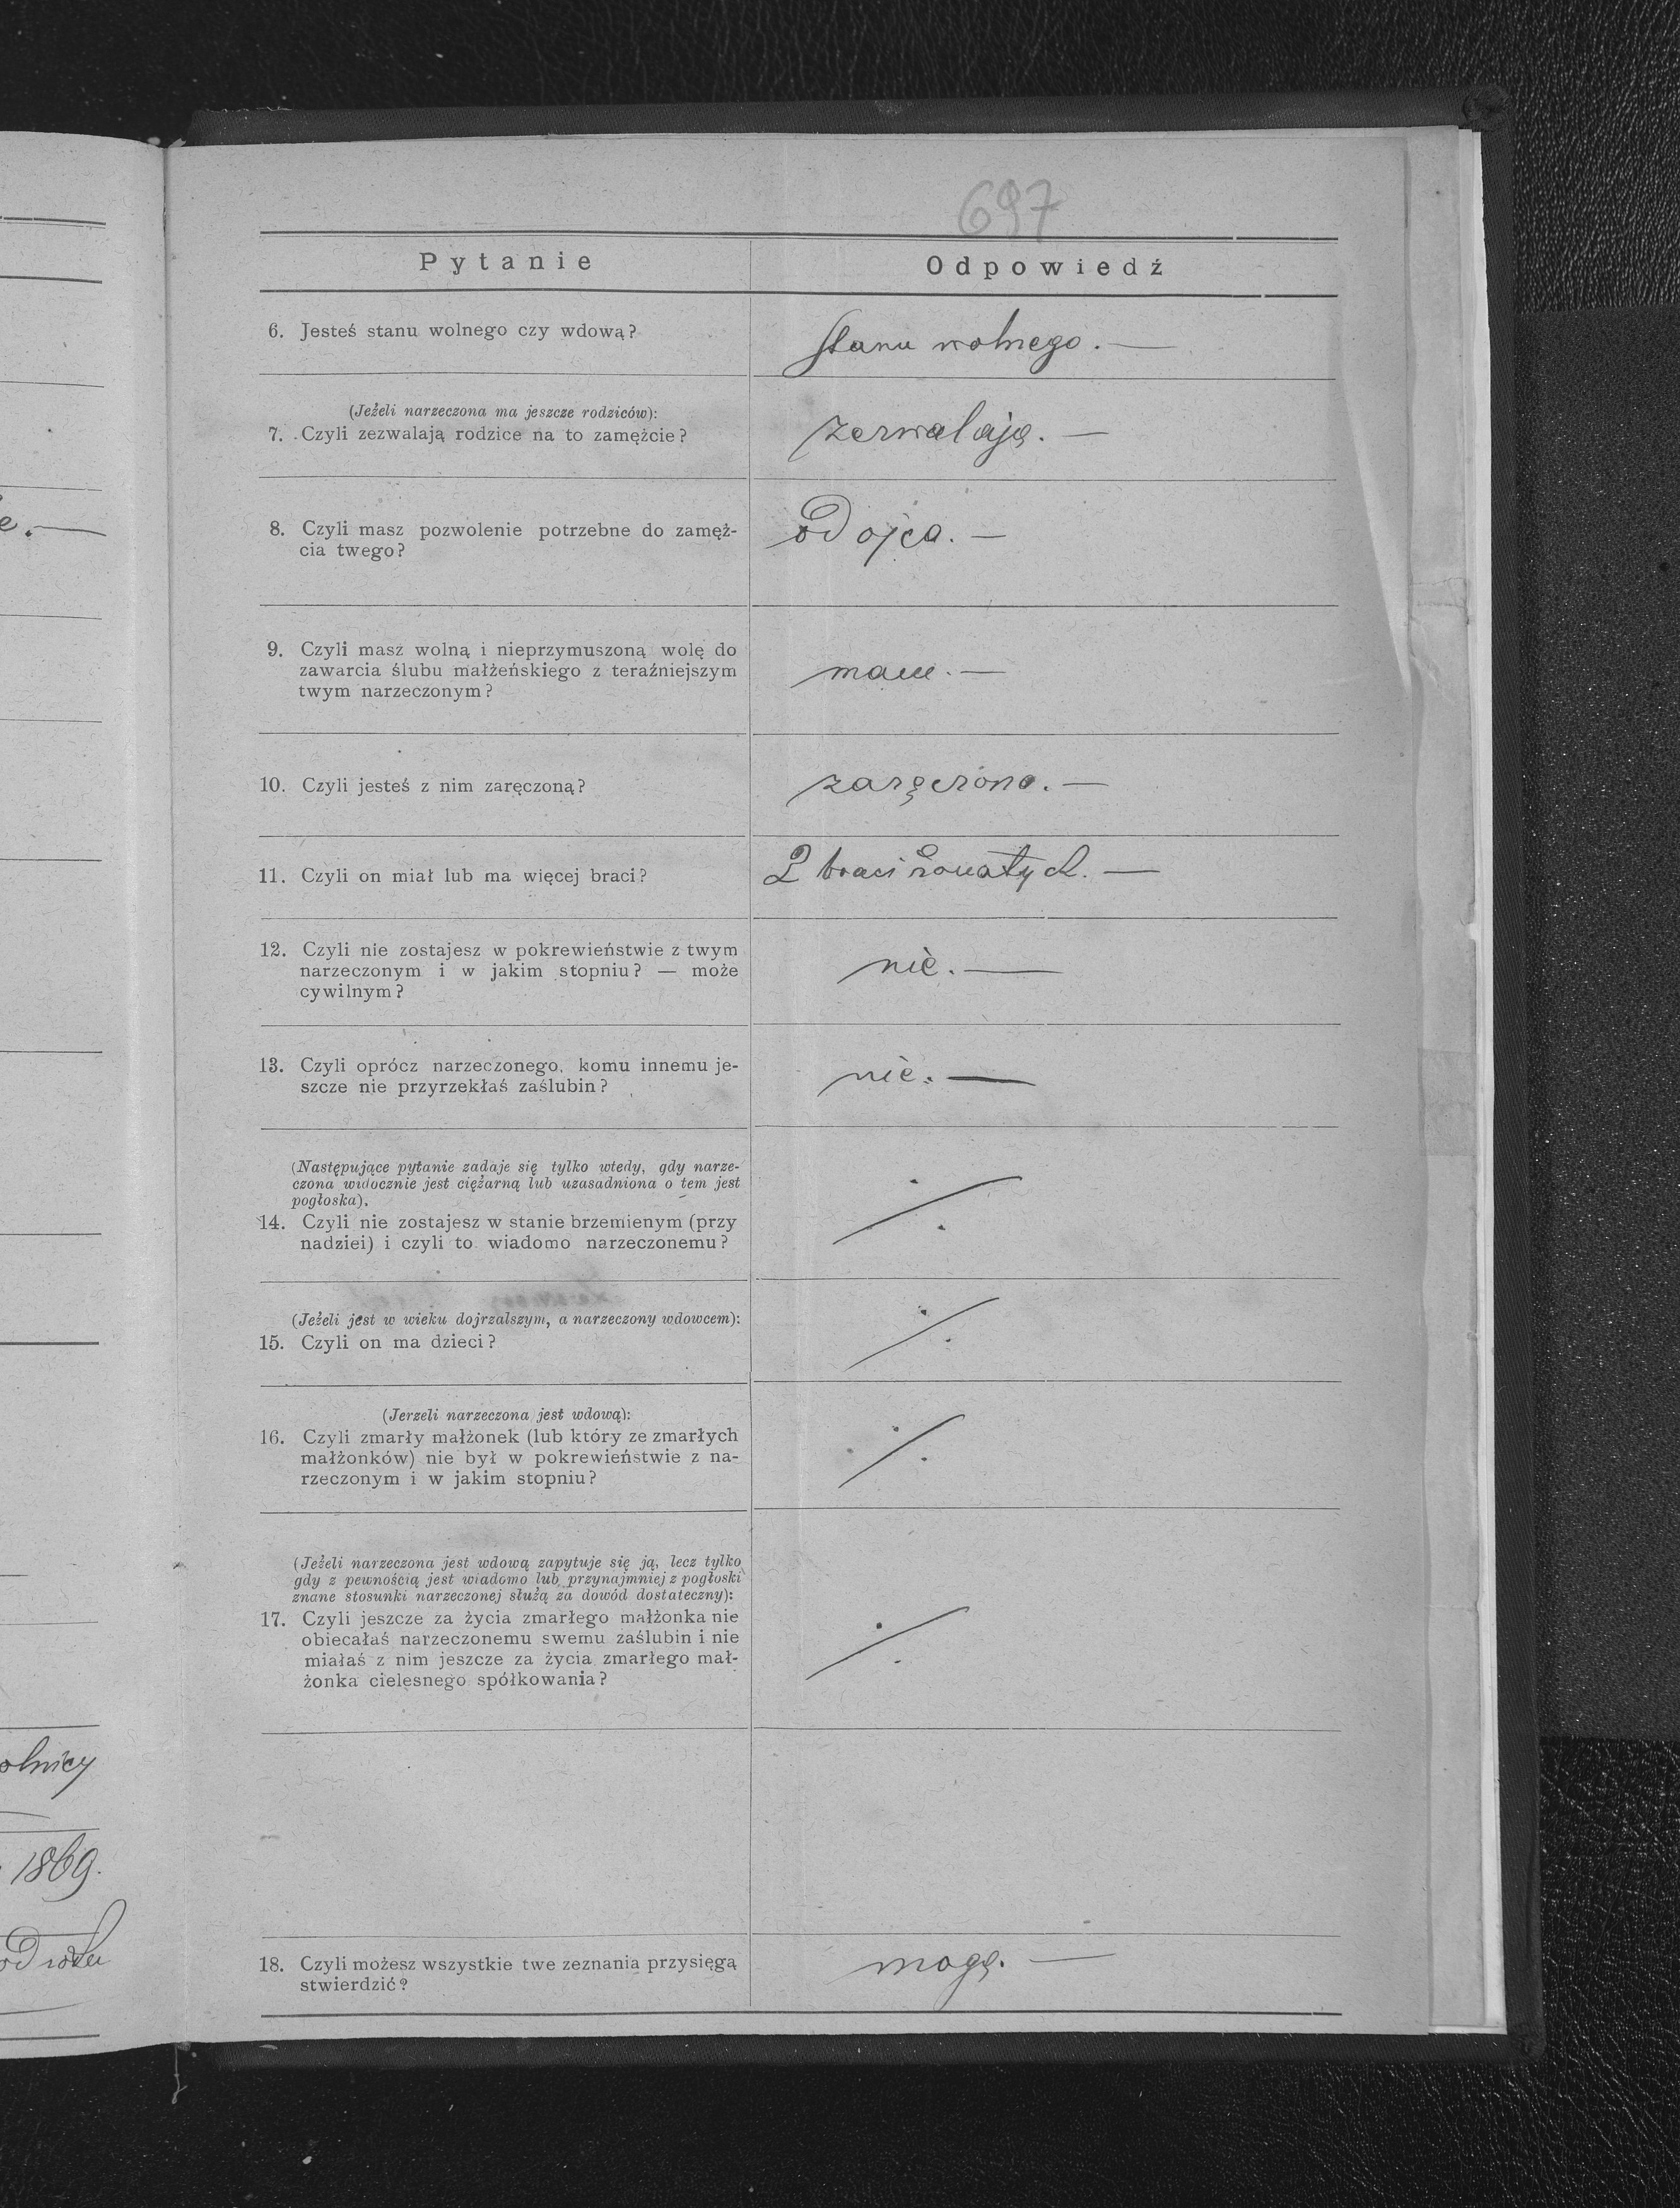 697
Pytanie
Odpowiedź
6. Jesteś stanu wolnego czy wdową?
Stanu wolnego. —
(Jeżeli narzeczona ma jeszcze rodziców):
7. Czyli zezwalają rodzice na to zamężcie?
zezwalają. —
8. Czyli masz pozwolenie potrzebne do zamęż-
cia twego?
od ojca. —
9. Czyli masz wolną i nieprzymuszoną wolę do
zawarcia ślubu małżeńskiego z teraźniejszym
twym narzeczonym?
mam. —
10. Czyli jesteś z nim zaręczoną?
zaręczona. —
11. Czyli on miał lub ma więcej braci?
2 braci żonatych. —
12. Czyli nie zostajesz w pokrewieństwie z twym
narzeczonym i w jakim stopniu? — może
cywilnym?
nie. —
13. Czyli oprócz narzeczonego, komu innemu je-
szcze nie przyrzekłaś zaślubin?
nie. —
(Następujące pytanie zadaje się tylko wtedy, gdy narze-
czona widocznie jest ciężarną lub uzasadniona o tem jest
pogłoska).
14. Czyli nie zostajesz w stanie brzemienym (przy
nadziei) i czyli to wiadomo narzeczonemu?
⁒
(Jeżeli jest w wieku dojrzalszym, a narzeczony wdowcem):
15. Czyli on ma dzieci?
⁒
(Jerzeli narzeczona jest wdową):
16. Czyli zmarły małżonek (lub który ze zmarłych
małżonków) nie był w pokrewieństwie z na-
rzeczonym i w jakim stopniu?
⁒
(Jeżeli narzeczona jest wdową zapytuje się ją, lecz tylko
gdy z pewnością jest wiadomo lub przynajmniej z pogłoski
znane stosunki narzeczonej służą za dowód dostateczny):
17. Czyli jeszcze za życia zmarłego małżonka nie
obiecałaś narzeczonemu swemu zaślubin i nie
miałaś z nim jeszcze za życia zmarłego mał-
żonka cielesnego spółkowania?
⁒
18. Czyli możesz wszystkie twe zeznania przysięgą
stwierdzić?
mogę. —
1869.